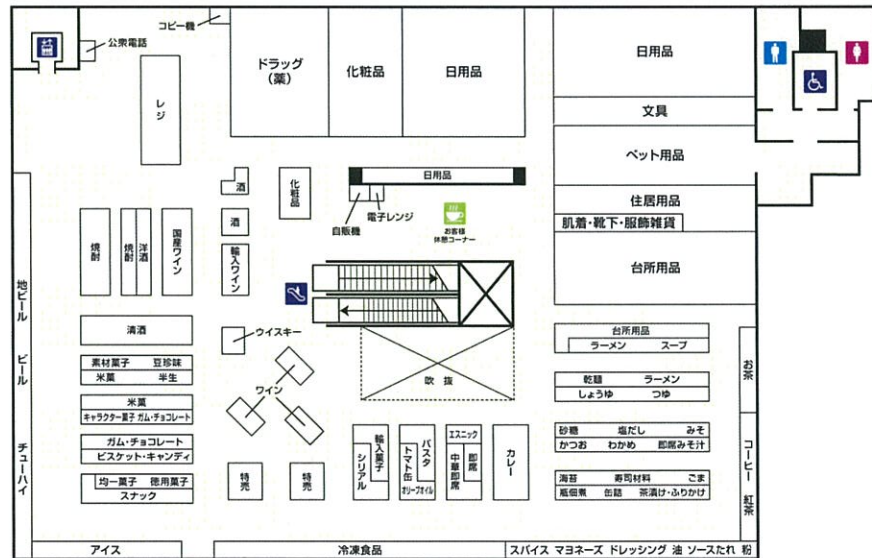 コピー機
公衆電話
ドラッグ
(薬)
化粧品
日用品
日用品
文具
ペット用品
住居用品
肌着・靴下・服飾雑貨
台所用品
レジ
酒
化粧品
日用品
自販機
電子レンジ
お客様
休憩コーナー
焼酎
焼酎
洋酒
国産ワイン
酒
輸入ワイン
地ビール
ビール
チューハイ
清酒
ウイスキー
素材菓子 豆珍味
米菓 半生
米菓
キャラクター菓子 ガム・チョコレート
ガム・チョコレート
ビスケット・キャンディ
均一菓子 徳用菓子
スナック
ワイン
吹抜
特売
特売
輸入菓子
シリアル
パスタ
トマト缶
オリーブオイル
エスニック
中華即席
即席
カレー
台所用品
ラーメン スープ
乾麺 ラーメン
しょうゆ つゆ
砂糖 塩だし みそ
かつお わかめ 即席みそ汁
海苔 寿司材料 ごま
瓶佃煮 缶詰 茶漬け・ふりかけ
お茶
コーヒー 紅茶
アイス
冷凍食品
スパイス マヨネーズ ドレッシング 油 ソースたれ 粉